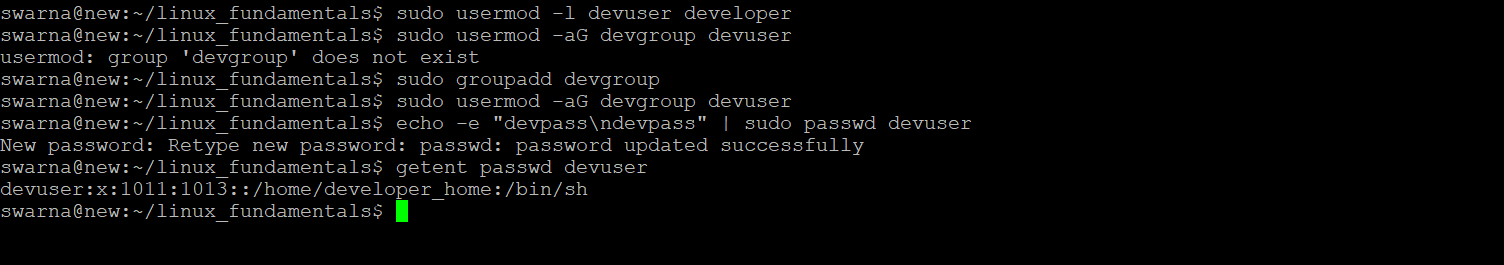 swarna@new:~/linux_fundamentals$ sudo usermod -l devuser developer
swarna@new:~/linux_fundamentals$ sudo usermod -aG devgroup devuser
usermod: group 'devgroup' does not exist
swarna@new:~/linux_fundamentals$ sudo groupadd devgroup
swarna@new:~/linux_fundamentals$ sudo usermod -aG devgroup devuser
swarna@new:~/linux_fundamentals$ echo -e "devpass\ndevpass" | sudo passwd devuser
New password: Retype new password: passwd: password updated successfully
swarna@new:~/linux_fundamentals$ getent passwd devuser
devuser:x:1011:1013::/home/developer_home:/bin/sh
swarna@new:~/linux_fundamentals$